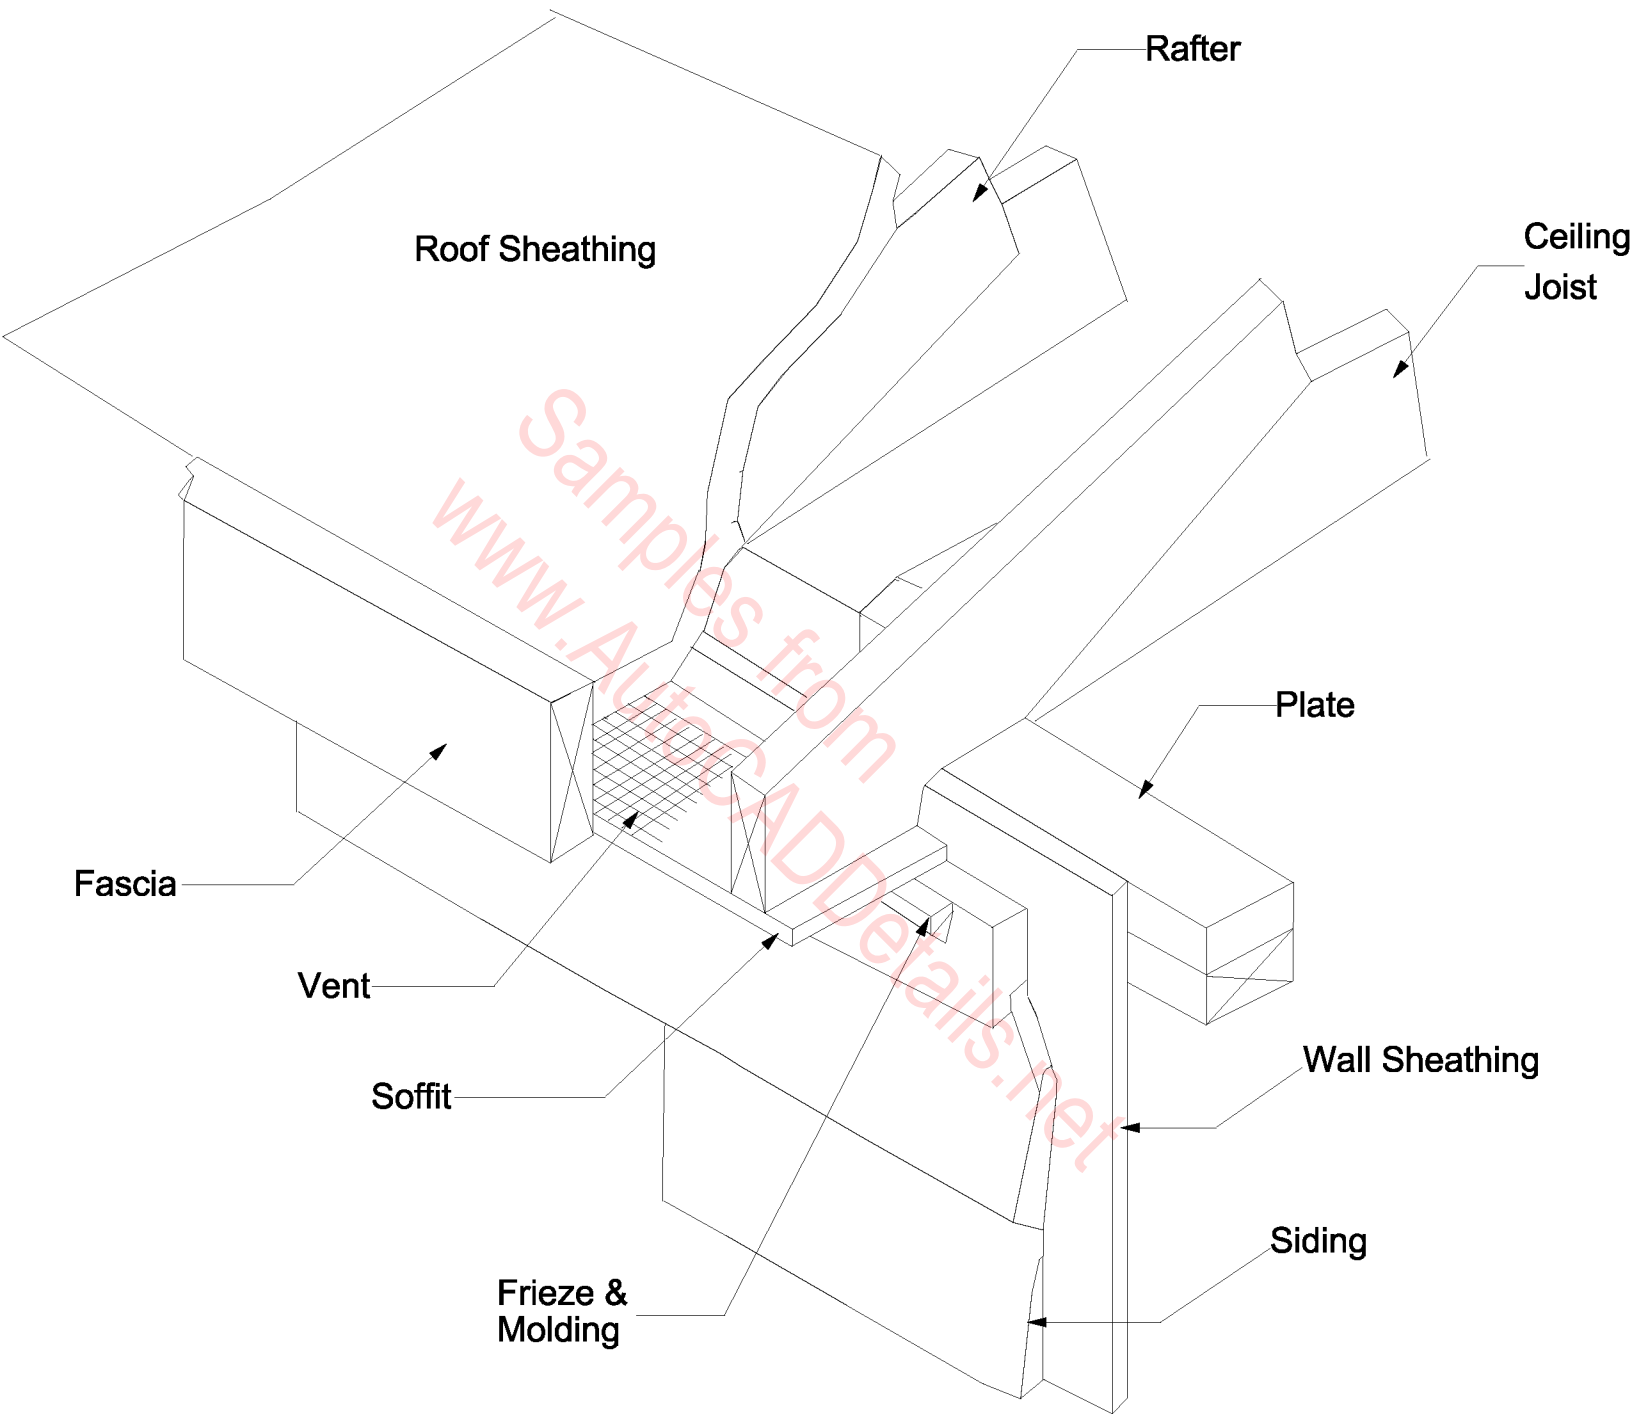 Rafter
Ceiling
Joist
Roof Sheathing
Samples from
www.AutoCADDetails.net
Plate
Fascia
Vent
Wall Sheathing
Soffit
Siding
Frieze &
Molding